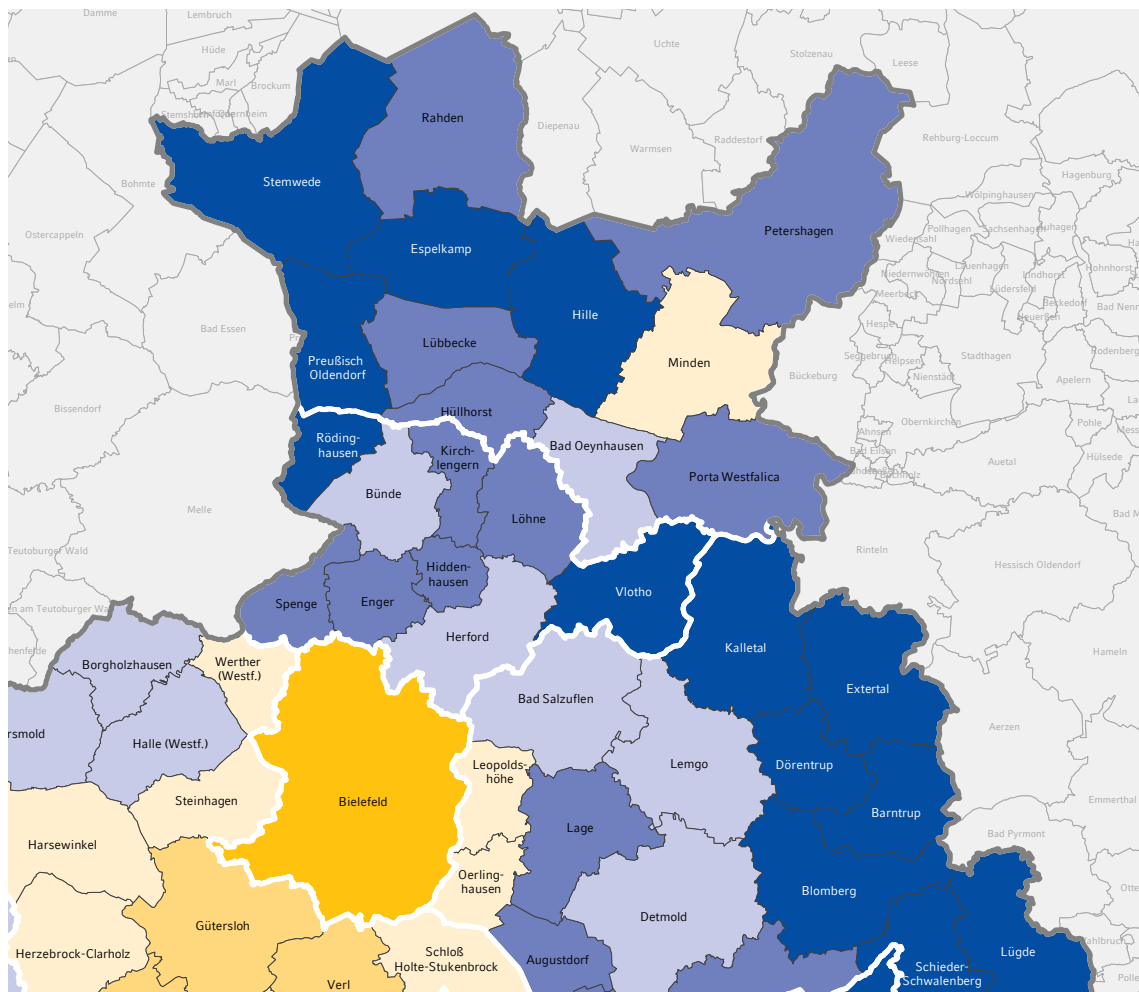 Damme
Lembruch
Hüde
Uchte
Stolzenau
Leese
Marl
Brockum
Rahden
Diepenau
Raddestorf
Rehburg-Loccum
Warmsen
Hagenburg
Bohmte
Stemwede
Wölpinghausen
Ostercappeln
Pollhagen
Sachsenhagen
Petershagen
Wiedensahl
Espelkamp
Lauenhagen
Niedernwöhren
Nordsehl
Lindhorst
Lüdersfeld
Meerbeck
Beckedorf
Bad Essen
Hille
Heuerßen
Hespe
Lübbecke
Seggebruch
Helpsen
Stadthagen
Preußisch
Oldendorf
Minden
Bückeburg
Nienstädt
Apelern
Bissendorf
Hüllhorst
Obernkirchen
Pohle
Ahnsen
Röding-
hausen
Kirch-
lengern
Bad Oeynhausen
Bad Eilsen
Auetal
Hülsede
Buchholz
Porta Westfalica
Bünde
Melle
Löhne
Teutoburger Wald
Rinteln
Hessisch Oldendorf
Hidden-
hausen
Vlotho
Spenge
Enger
Herford
Kalletal
Hameln
Borgholzhausen
Werther
(Westf.)
Extertal
Bad Salzuflen
Aerzen
rsmold
Halle (Westf.)
Leopolds-
höhe
Lemgo
Dörentrup
Steinhagen
Bielefeld
Emmerthal
Barntrup
Lage
Bad Pyrmont
Harsewinkel
Oerling-
hausen
Blomberg
Detmold
Gütersloh
Herzebrock-Clarholz
Schloß
Holte-Stukenbrock
Augustdorf
Lügde
Schieder-
Schwalenberg
Verl